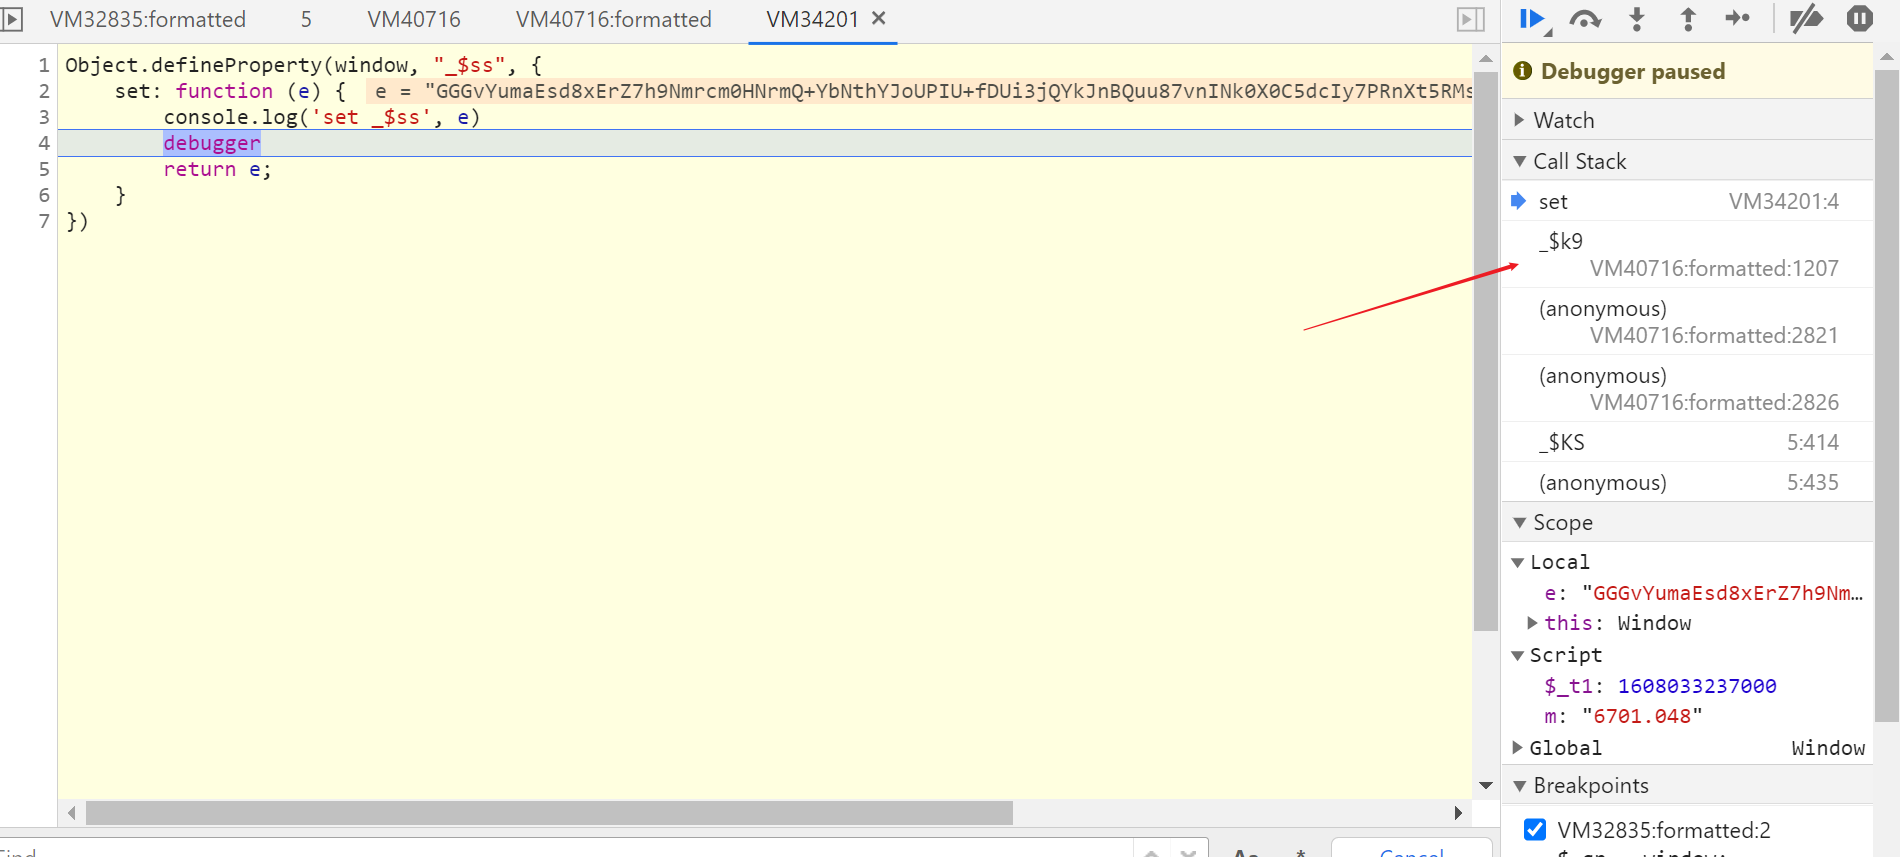 VM32835:formatted 5 VM40716 VM40716:formatted VM34201 ✕
1 Object.defineProperty(window, "_$ss", {
2 set: function (e) { e = "GGGvYumaEsd8xErZ7h9Nmrcm0HNrmQ+YbNthYJoUPIU+fDUi3jQYkJnBQuu87vnINk0X0C5dcIy7PRnXt5RMs
3 console.log('set _$ss', e)
4 debugger
5 return e;
6 }
7 })
Debugger paused
Watch
Call Stack
set VM34201:4
_$k9
VM40716:formatted:1207
(anonymous)
VM40716:formatted:2821
(anonymous)
VM40716:formatted:2826
_$KS 5:414
(anonymous) 5:435
Scope
Local
e: "GGGvYumaEsd8xErZ7h9Nm…
this: Window
Script
$_t1: 1608033237000
m: "6701.048"
Global Window
Breakpoints
VM32835:formatted:2
Find Aa .* Cancel